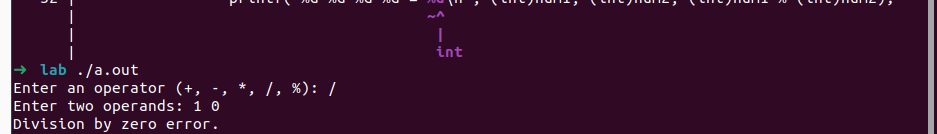 32 |                     printf("%d %d %d %d = %d\n", (int)num1, (int)num2, (int)num1 % (int)num2);
|                                           ~^
|                                            |
|                                            int
→ lab ./a.out
Enter an operator (+, -, *, /, %): /
Enter two operands: 1 0
Division by zero error.